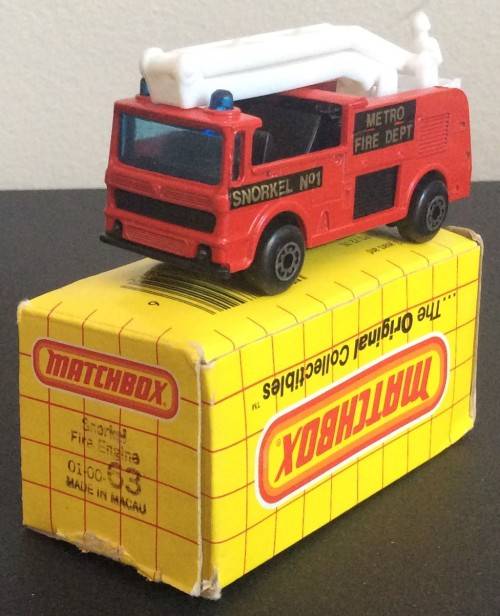 METRO
FIRE DEPT
SNORKEL Nº1
MATCHBOX
Snorkel
Fire Engine
01-00-63
MADE IN MACAU
...The Original Collectibles
MATCHBOX
TM